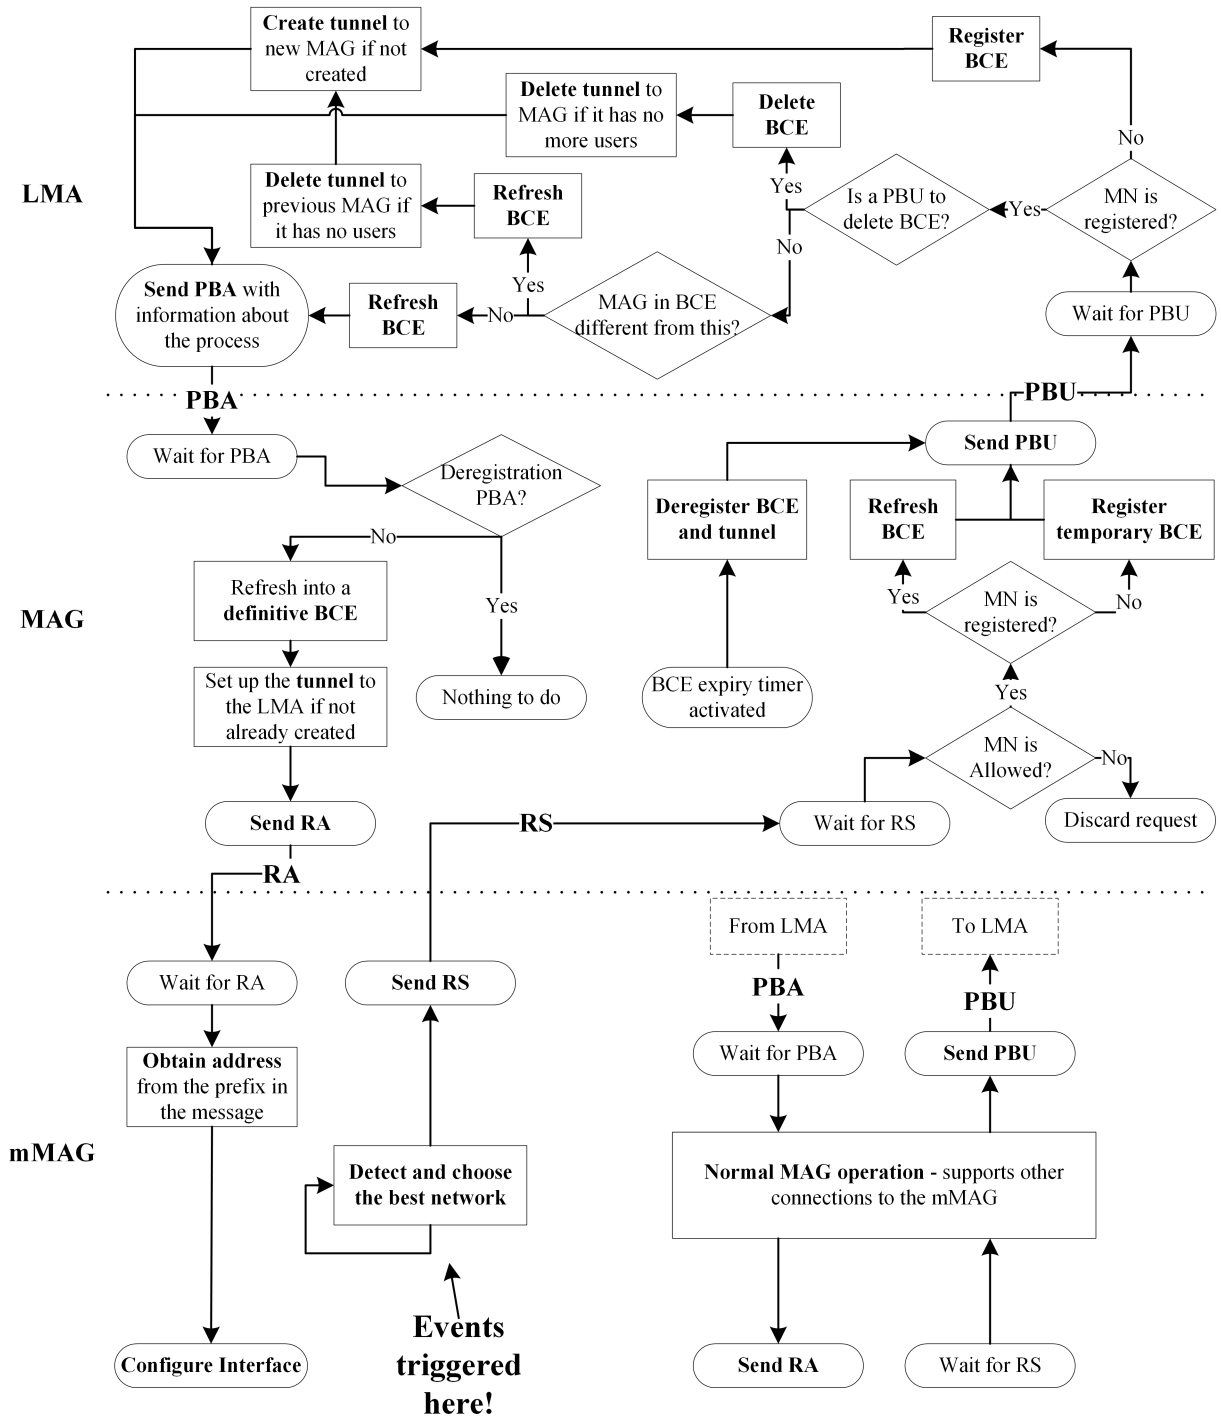 LMA
Create tunnel to
new MAG if not
created
Register
BCE
Delete tunnel to
MAG if it has no
more users
Delete
BCE
No
Delete tunnel to
previous MAG if
it has no users
Refresh
BCE
Yes
Is a PBU to
delete BCE?
Yes
MN is
registered?
No
Yes
Send PBA with
information about
the process
Refresh
BCE
No
MAG in BCE
different from this?
Wait for PBU
PBA
PBU
MAG
Wait for PBA
Deregistration
PBA?
Send PBU
Deregister BCE
and tunnel
Refresh
BCE
Register
temporary BCE
No
Refresh into a
definitive BCE
Yes
Yes
MN is
registered?
No
Set up the tunnel to
the LMA if not
already created
Nothing to do
BCE expiry timer
activated
Yes
MN is
Allowed?
No
Send RA
RS
Wait for RS
Discard request
RA
mMAG
From LMA
To LMA
Wait for RA
Send RS
PBA
PBU
Obtain address
from the prefix in
the message
Wait for PBA
Send PBU
Detect and choose
the best network
Normal MAG operation - supports other
connections to the mMAG
Events
triggered
here!
Configure Interface
Send RA
Wait for RS